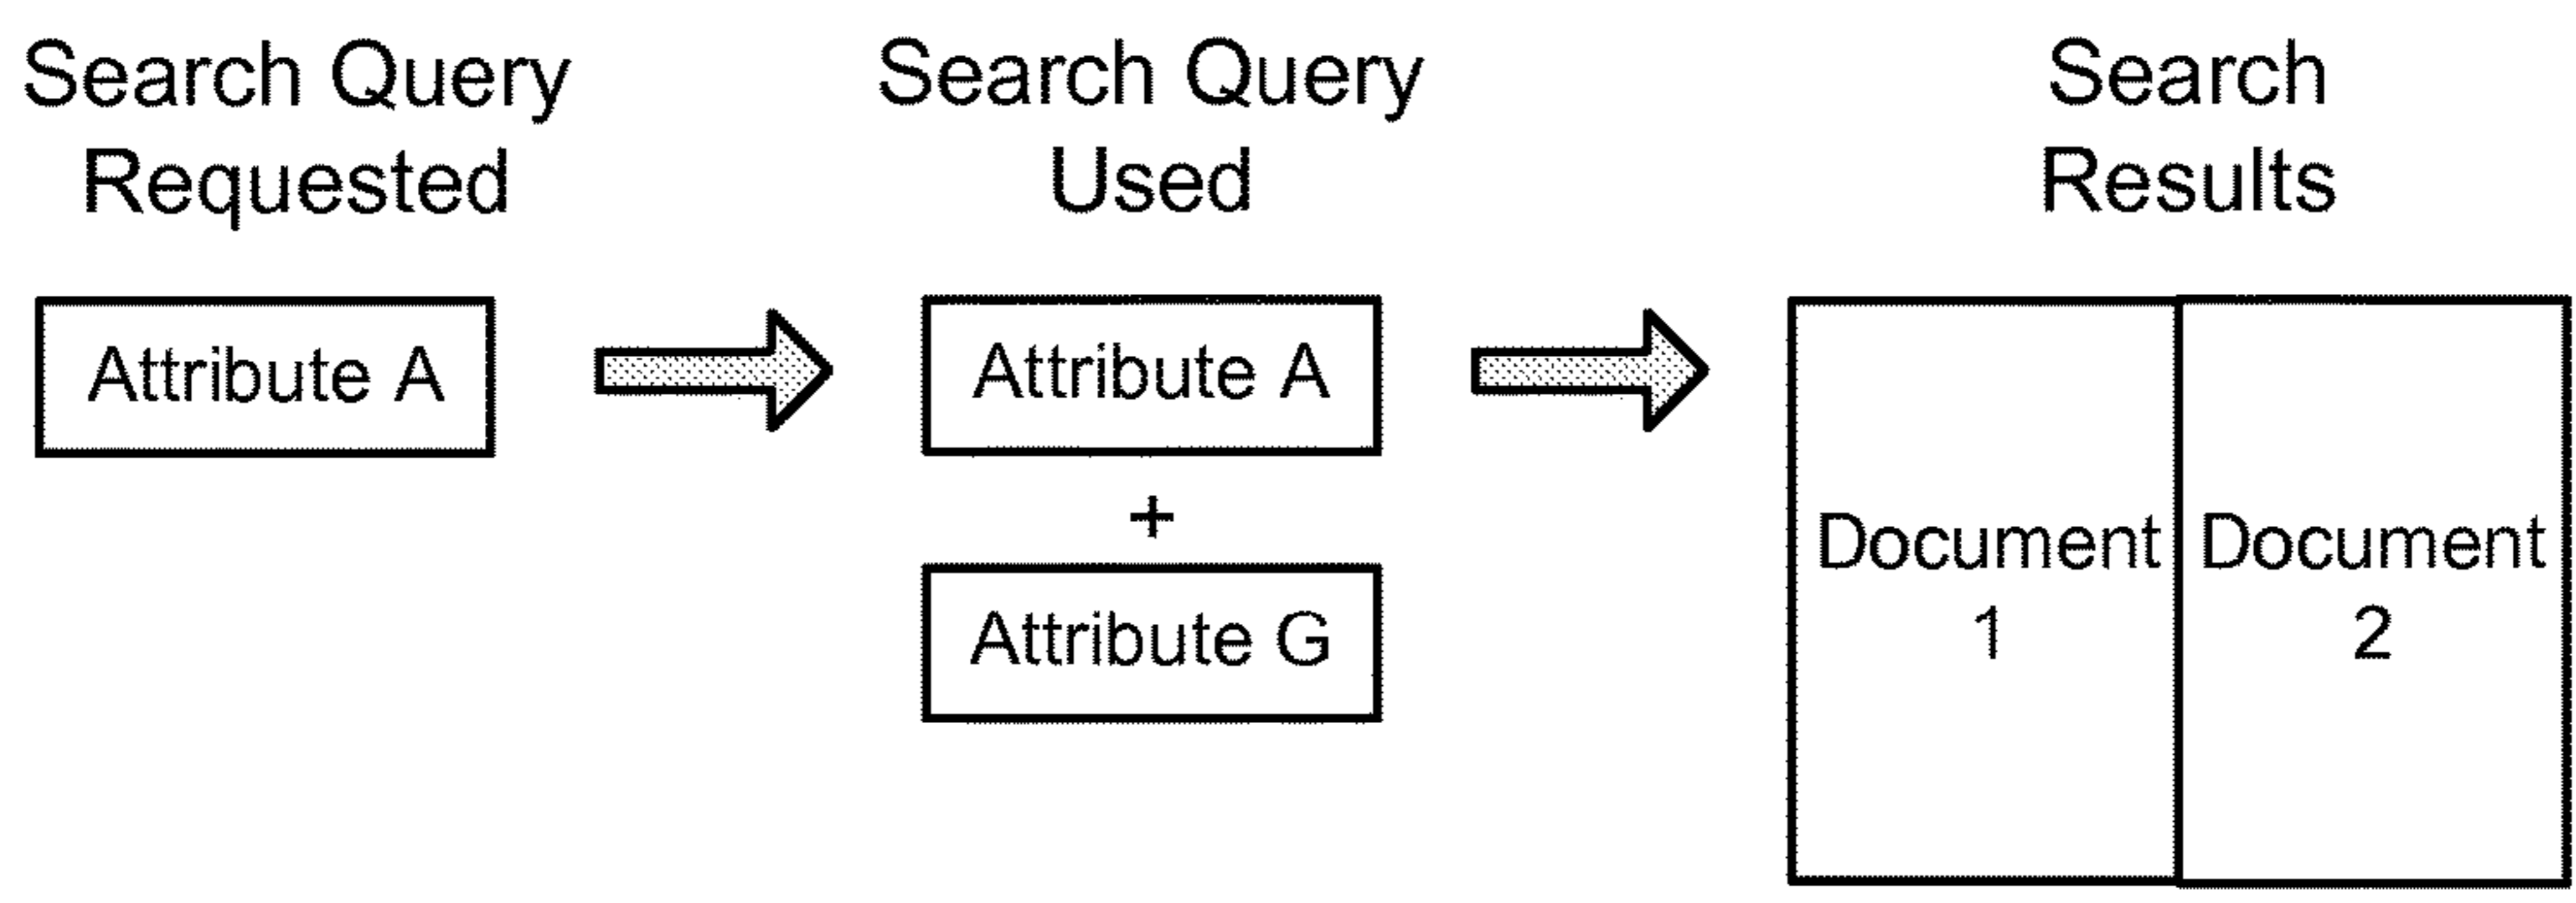 Search Query
Requested
Search Query
Used
Search
Results
Attribute A
Attribute A
+
Attribute G
Document
1
Document
2